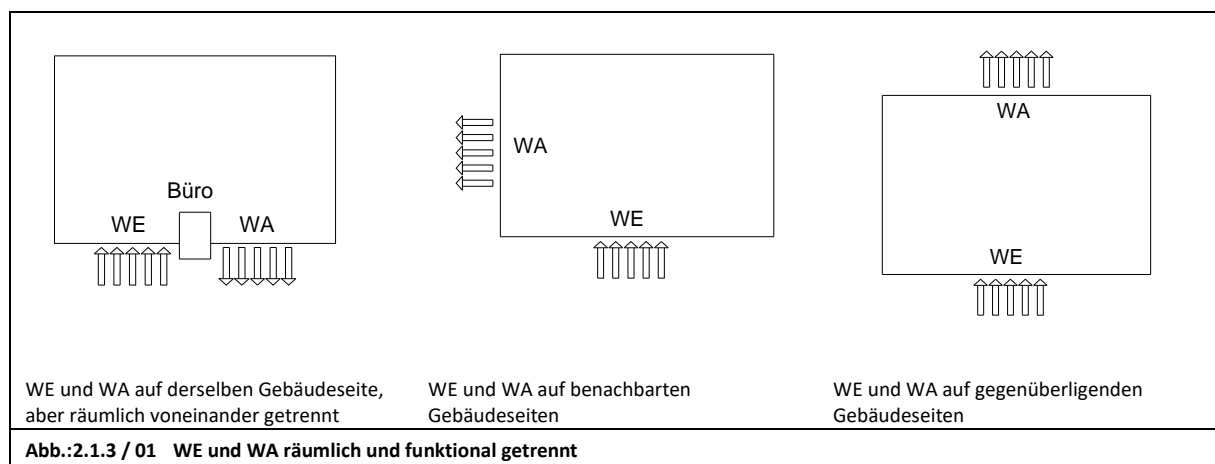 Büro
WE WA
WE und WA auf derselben Gebäudeseite,
aber räumlich voneinander getrennt
WA
WE
WE und WA auf benachbarten
Gebäudeseiten
WA
WE
WE und WA auf gegenüberligenden
Gebäudeseiten
Abb.:2.1.3 / 01 WE und WA räumlich und funktional getrennt